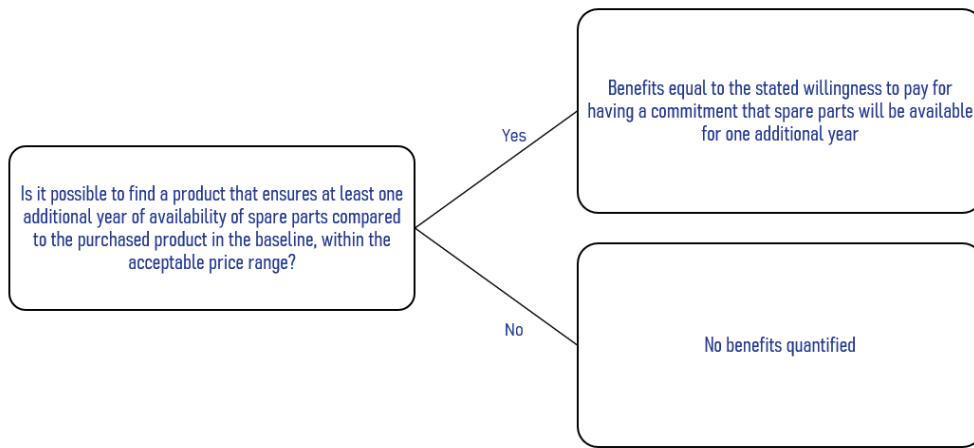 Is it possible to find a product that ensures at least one
additional year of availability of spare parts compared
to the purchased product in the baseline, within the
acceptable price range?
Yes
Benefits equal to the stated willingness to pay for
having a commitment that spare parts will be available
for one additional year
No
No benefits quantified